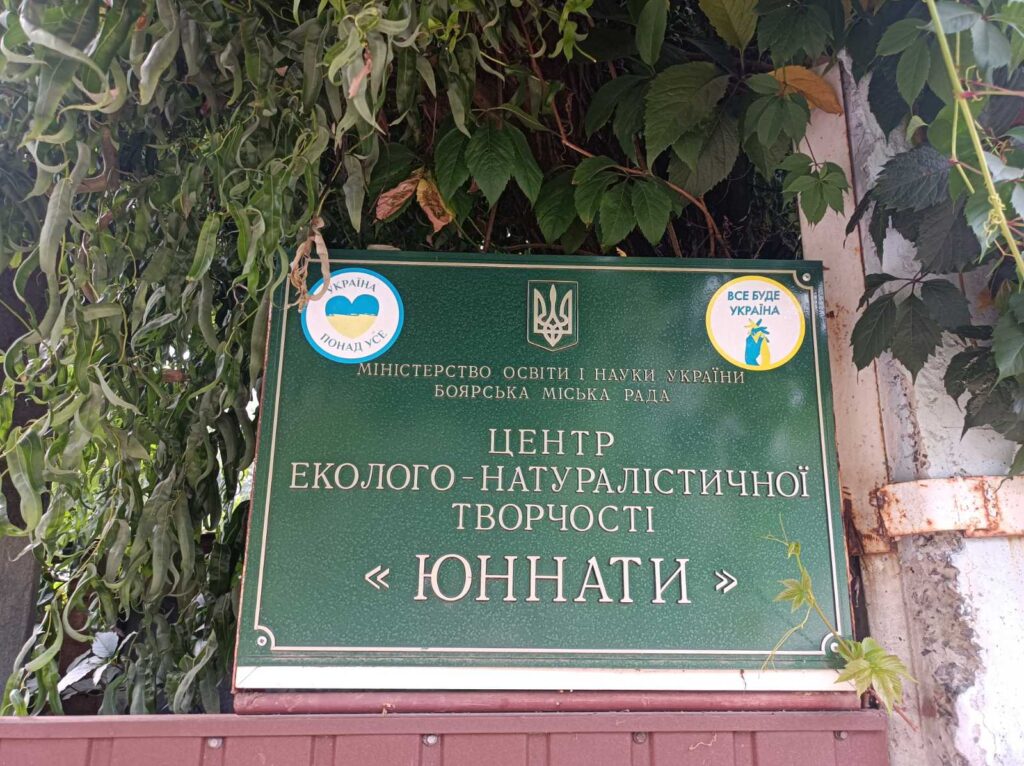 УКРАЇНА
ПОНАД УСЕ
ВСЕ БУДЕ
УКРАЇНА
МІНІСТЕРСТВО ОСВІТИ І НАУКИ УКРАЇНИ
БОЯРСЬКА МІСЬКА РАДА
ЦЕНТР
ЕКОЛОГО-НАТУРАЛІСТИЧНОЇ
ТВОРЧОСТІ
« ЮННАТИ »